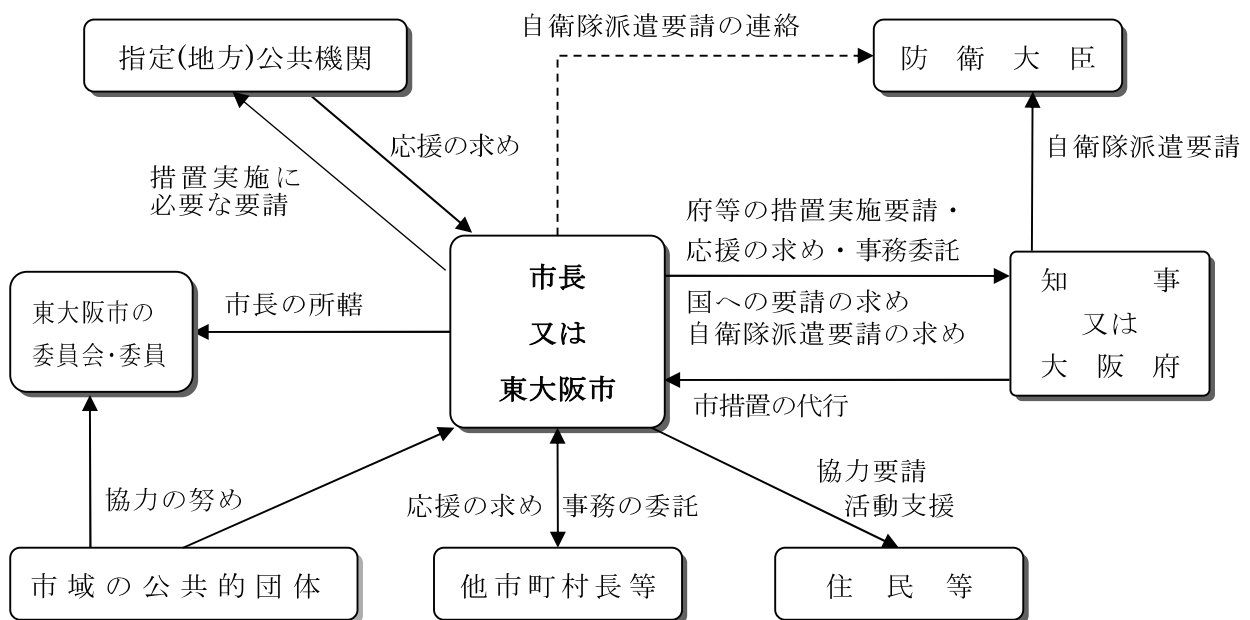 自衛隊派遣要請の連絡
指定(地方)公共機関
防衛大臣
応援の求め
自衛隊派遣要請
措置実施に
必要な要請
府等の措置実施要請・
応援の求め・事務委託
市長
又は
東大阪市
知事
又は
大阪府
国への要請の求め
自衛隊派遣要請の求め
市長の所轄
東大阪市の
委員会・委員
市措置の代行
協力要請
活動支援
協力の努め
応援の求め
事務の委託
市域の公共的団体
他市町村長等
住民等